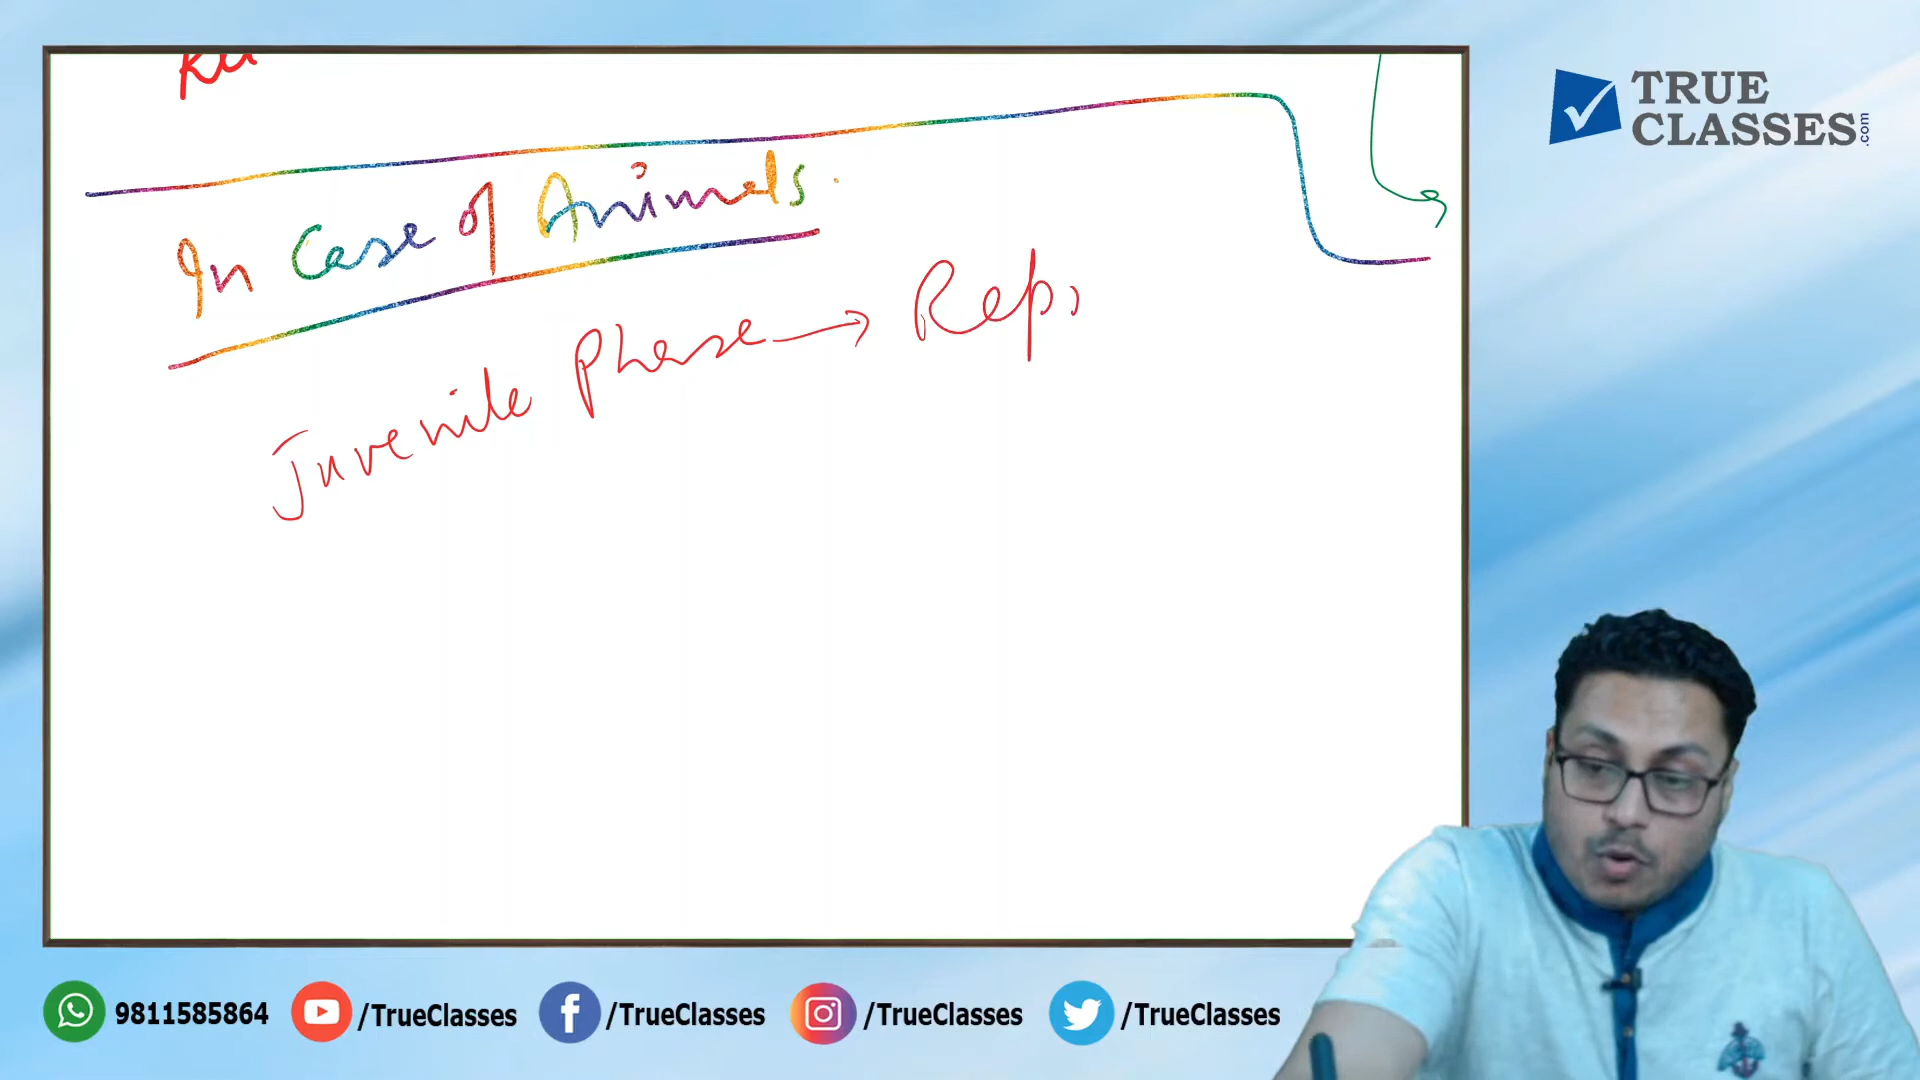 TRUE
CLASSES.com
In Case of Animals.
Juvenile Phase → Rep
9811585864 /TrueClasses /TrueClasses /TrueClasses /TrueClasses